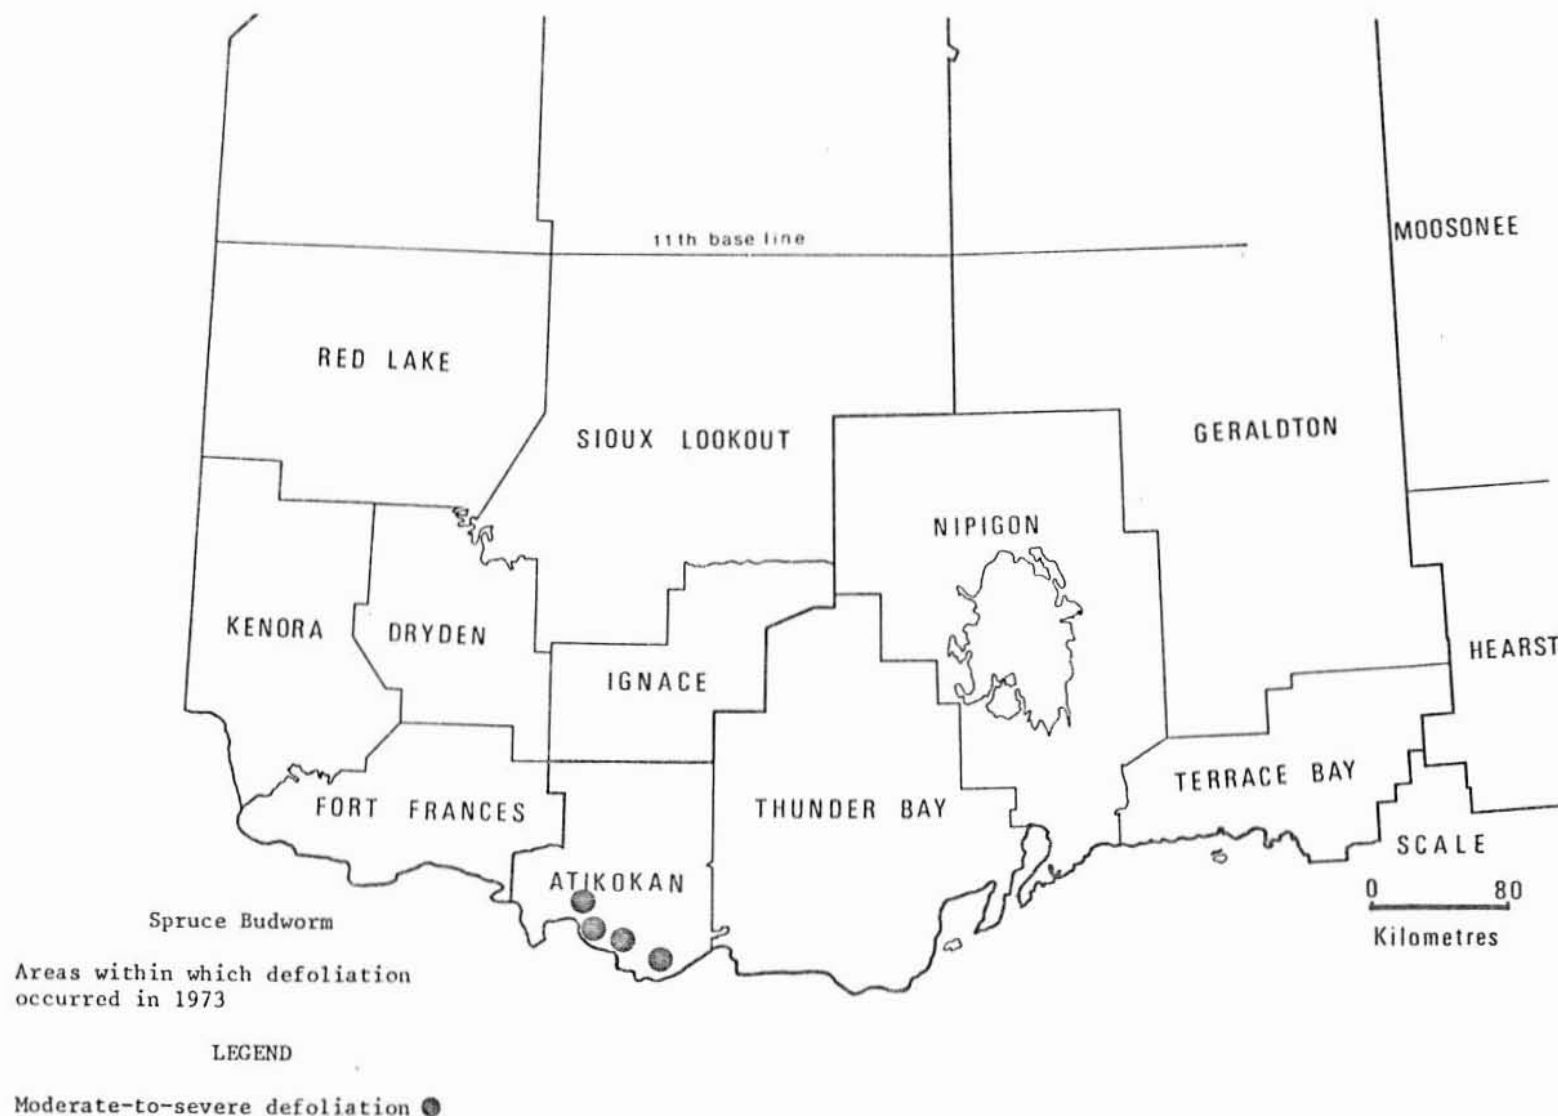 11th base line
MOOSONEE
RED LAKE
SIOUX LOOKOUT
GERALDTON
NIPIGON
KENORA
DRYDEN
IGNACE
HEARST
TERRACE BAY
FORT FRANCES
THUNDER BAY
ATIKOKAN
SCALE
0 80
Kilometres
Spruce Budworm
Areas within which defoliation
occurred in 1973
LEGEND
Moderate-to-severe defoliation